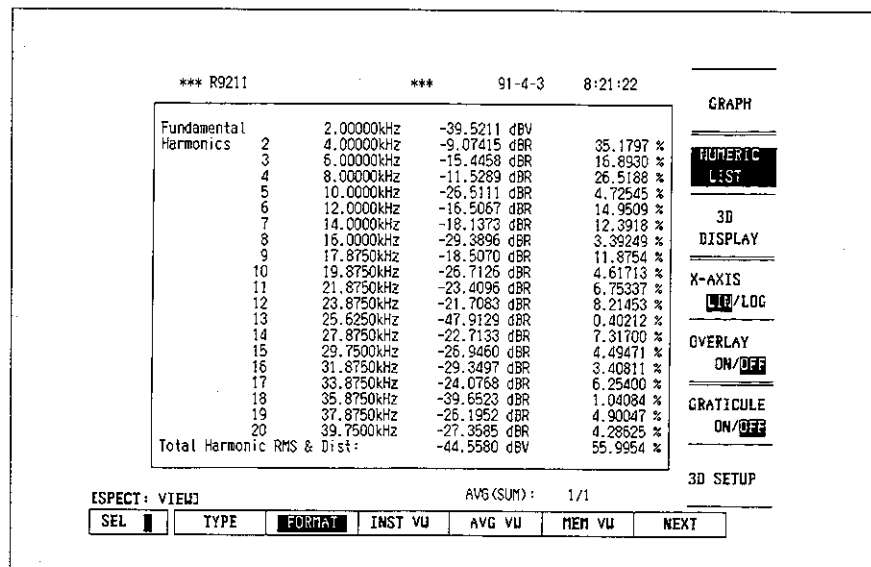 *** R9211 *** 91-4-3 8:21:22
Fundamental 2.00000kHz -39.5211 dBV
Harmonics 2 4.00000kHz -9.07415 dBR 35.1797 %
3 6.00000kHz -15.4458 dBR 16.8930 %
4 8.00000kHz -11.5289 dBR 26.5188 %
5 10.0000kHz -26.5111 dBR 4.72545 %
6 12.0000kHz -16.5067 dBR 14.9509 %
7 14.0000kHz -18.1373 dBR 12.3918 %
8 16.0000kHz -29.3896 dBR 3.39249 %
9 17.8750kHz -18.5070 dBR 11.8754 %
10 19.8750kHz -26.7126 dBR 4.61713 %
11 21.8750kHz -23.4096 dBR 6.75337 %
12 23.8750kHz -21.7083 dBR 8.21453 %
13 25.6250kHz -47.9129 dBR 0.40212 %
14 27.8750kHz -22.7133 dBR 7.31700 %
15 29.7500kHz -26.9460 dBR 4.49471 %
16 31.8750kHz -29.3497 dBR 3.40811 %
17 33.8750kHz -24.0768 dBR 6.25400 %
18 35.8750kHz -39.6523 dBR 1.04084 %
19 37.8750kHz -26.1952 dBR 4.90047 %
20 39.7500kHz -27.3585 dBR 4.28625 %
Total Harmonic RMS & Dist: -44.5580 dBV 55.9954 %
GRAPH
NUMERIC
LIST
3D
DISPLAY
X-AXIS
LIN/LOG
OVERLAY
ON/OFF
GRATICULE
ON/OFF
3D SETUP
[SPECT: VIEW] AVG(SUM): 1/1
SEL TYPE FORMAT INST VW AVG VW MEM VW NEXT